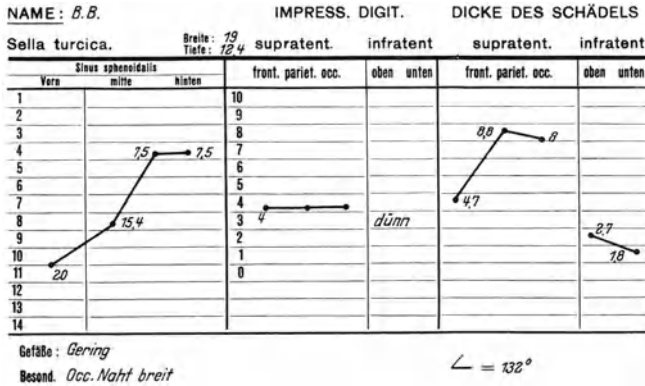 NAME: B.B. IMPRESS. DIGIT. DICKE DES SCHÄDELS
Sella turcica. Breite: 19 supratent. infratent supratent. infratent
Tiefe: 12,4
Sinus sphenoidalis front. pariet. occ. oben unten front. pariet. occ. oben unten
Vorn mitte hinten
1 10
2 9
3 8 8,8 8
4 7,5 7,5 7
5 6
6 5
7 4 4,7
8 15,4 4 3 dünn
9 2 2,7
10 1 1,8
11 20 0
12
13
14
Gefäße: Gering
Besond. Occ. Naht breit ∠ = 132°